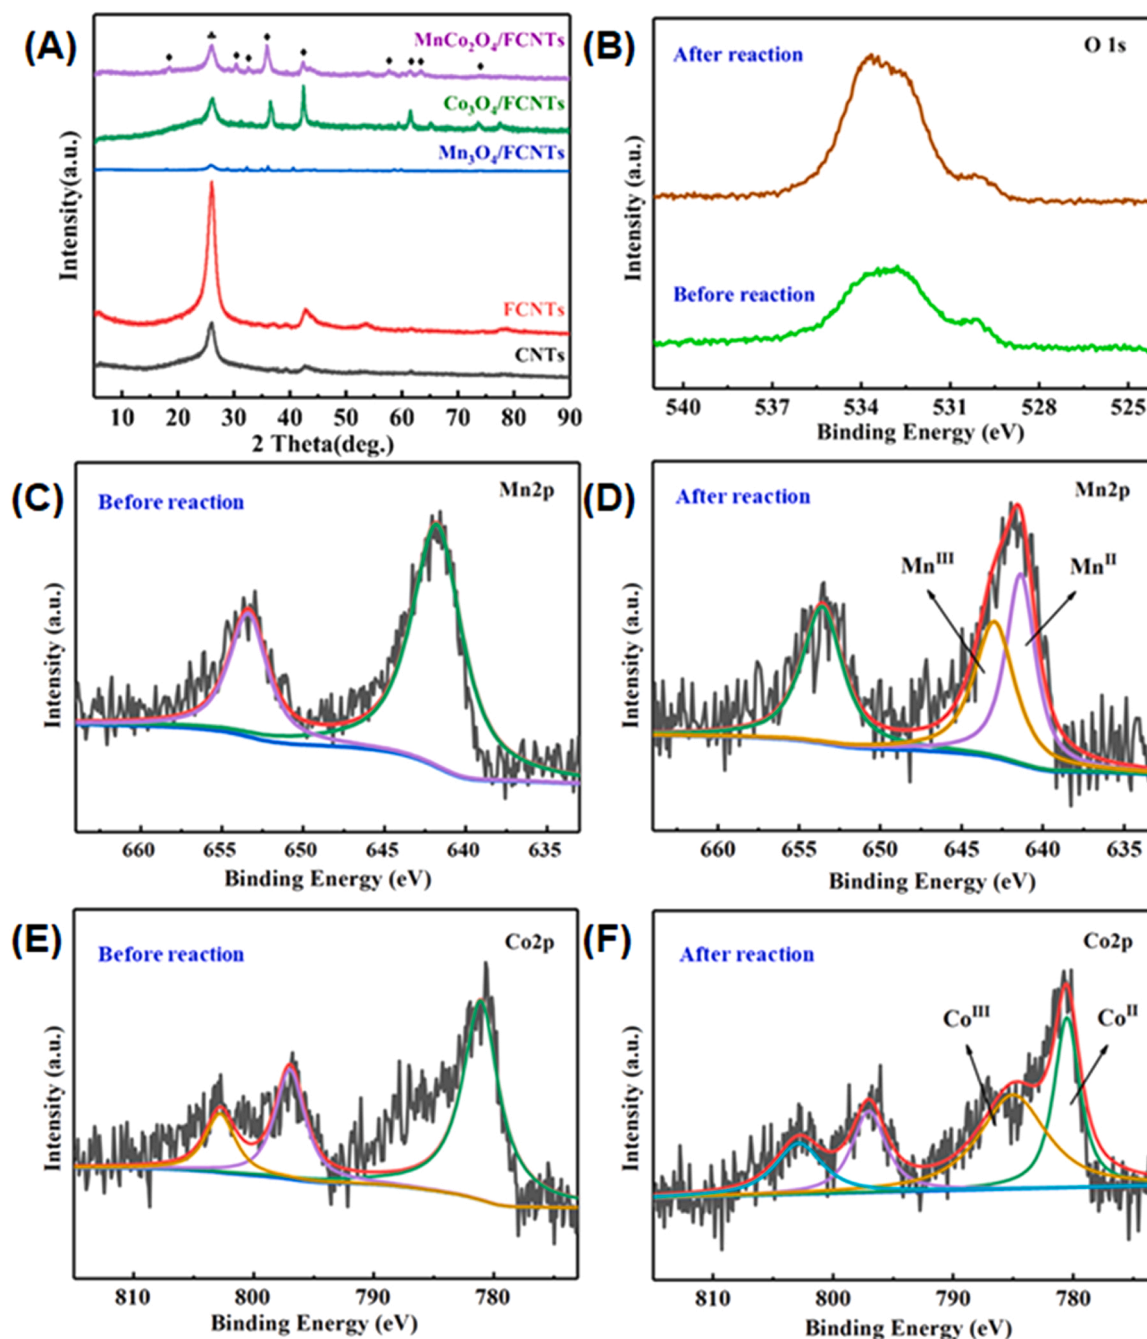 (A)
MnCo₂O₄/FCNTs
Co₃O₄/FCNTs
Mn₃O₄/FCNTs
FCNTs
CNTs
Intensity(a.u.)
10 20 30 40 50 60 70 80 90
2 Theta(deg.)
(B)
O 1s
After reaction
Before reaction
Intensity (a.u.)
540 537 534 531 528 525
Binding Energy (eV)
(C)
Before reaction
Mn2p
Intensity (a.u.)
660 655 650 645 640 635
Binding Energy (eV)
(D)
After reaction
Mn2p
Mnᴵᴵᴵ
Mnᴵᴵ
Intensity (a.u.)
660 655 650 645 640 635
Binding Energy (eV)
(E)
Before reaction
Co2p
Intensity (a.u.)
810 800 790 780
Binding Energy (eV)
(F)
After reaction
Co2p
Coᴵᴵᴵ
Coᴵᴵ
Intensity (a.u.)
810 800 790 780
Binding Energy (eV)